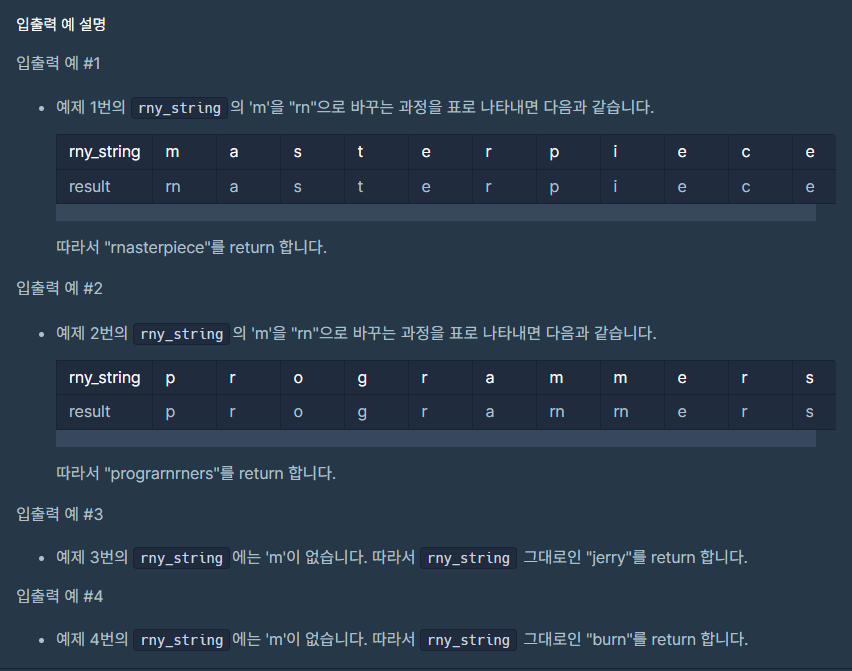 입출력 예 설명
입출력 예 #1
• 예제 1번의 rny_string 의 'm'을 "rn"으로 바꾸는 과정을 표로 나타내면 다음과 같습니다.
rny_string m a s t e r p i e c e
result rn a s t e r p i e c e
따라서 "rnasterpiece"를 return 합니다.
입출력 예 #2
• 예제 2번의 rny_string 의 'm'을 "rn"으로 바꾸는 과정을 표로 나타내면 다음과 같습니다.
rny_string p r o g r a m m e r s
result p r o g r a rn rn e r s
따라서 "prograrnrners"를 return 합니다.
입출력 예 #3
• 예제 3번의 rny_string 에는 'm'이 없습니다. 따라서 rny_string 그대로인 "jerry"를 return 합니다.
입출력 예 #4
• 예제 4번의 rny_string 에는 'm'이 없습니다. 따라서 rny_string 그대로인 "burn"를 return 합니다.